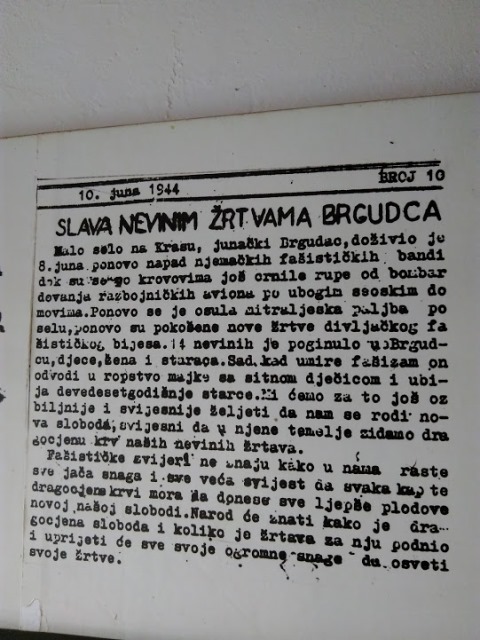 10. juna 1944 BROJ 10
SLAVA NEVINIM ŽRTVAMA BRGUDCA
Malo selo na Krasu, junački Brgudac, doživio je
8.juna ponovo napad njemačkih fašističkih bandi
dok su krovovima još crnile rupe od bombar
dovanja razbojničkih aviona po ubogim seoskim do
movima.Ponovo se je osula mitraljeska paljba po
selu,ponovo su pokošene nove žrtve divljačkog fa
šističkog bijesa.14 nevinih je poginulo u Brgud-
cu,djece,žena i staraca.Sad kad umire fašizam on
odvodi u ropstvo majke sa sitnom dječicom i ubi-
ja devedesetgodišnje starce.Mi ćemo za to još oz
biljnije i svijesnije željeti da nam se rodi no-
va sloboda,svijesni da u njene temelje zidamo dra
gocjenu krv naših nevinih žrtava.
Fašističke zvijeri ne znaju kako u nama raste
sve jača snaga i sve veća svijest da svaka kap te
dragocjene krvi mora da donese sve ljepše plodove
novoj našoj slobodi.Narod će znati kako je dra-
gocjena sloboda i koliko je žrtava za nju podnio
i uprijeti će sve svoje ogromne snage da osveti
svoje žrtve.